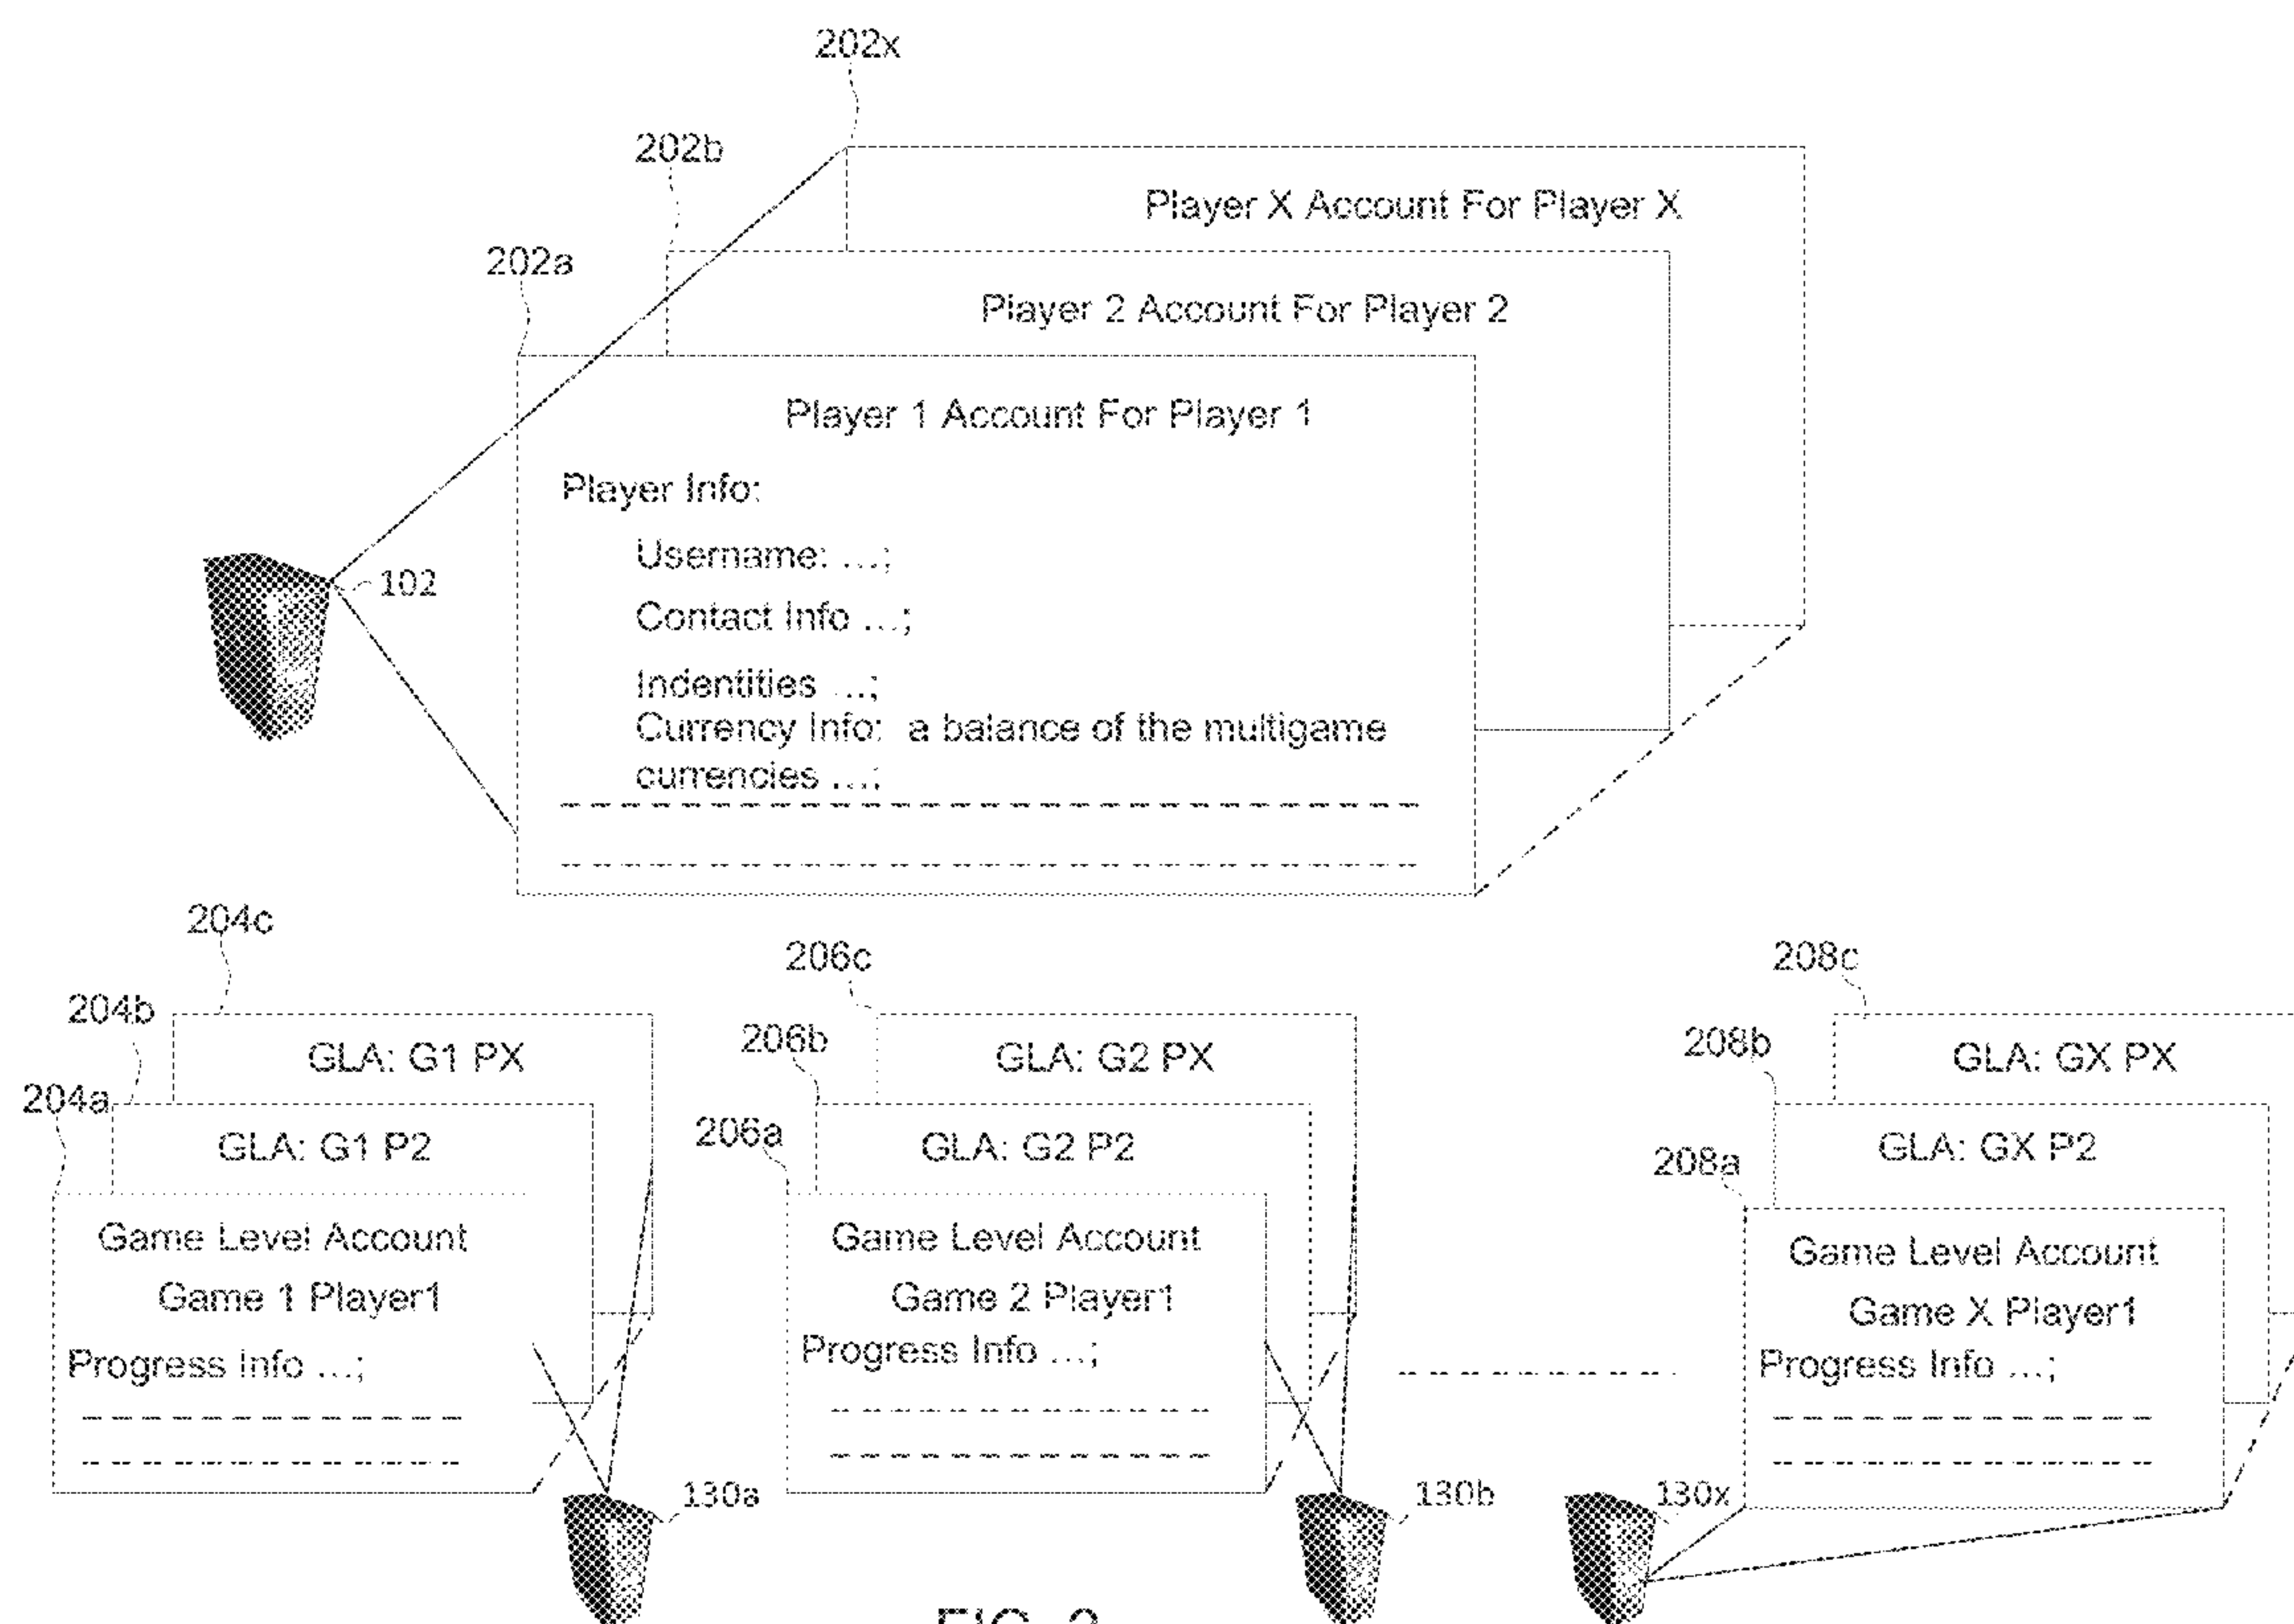 202x
202b
Player X Account For Player X
202a
Player 2 Account For Player 2
Player 1 Account For Player 1
Player Info:
Username: ...;
102
Contact Info ...;
Indentities ...;
Currency Info: a balance of the multigame
currencies ...;
204c
206c
208c
204b
206b
208b
GLA: G1 PX
GLA: G2 PX
GLA: GX PX
204a
206a
208a
GLA: G1 P2
GLA: G2 P2
GLA: GX P2
Game Level Account
Game 1 Player1
Progress Info ...;
Game Level Account
Game 2 Player1
Progress Info ...;
Game Level Account
Game X Player1
Progress Info ...;
130a
130b
130x